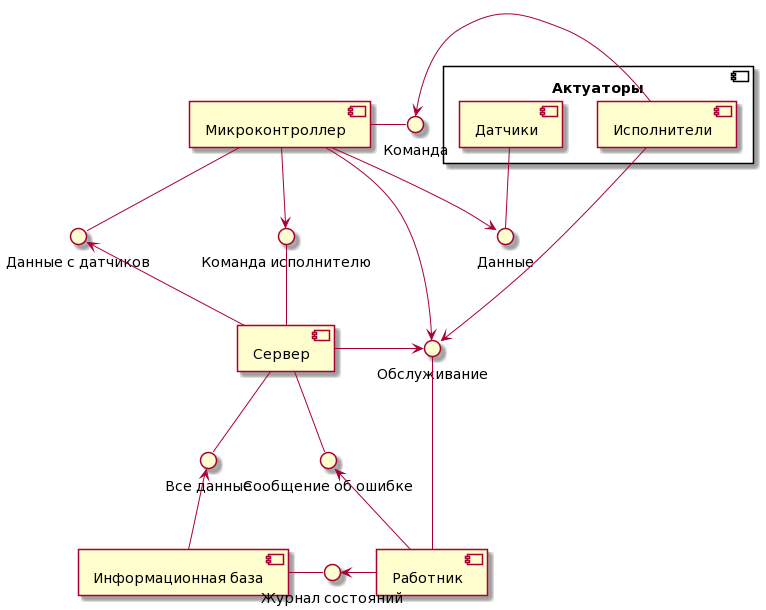 Актуаторы
Микроконтроллер
Датчики
Исполнители
Команда
Данные с датчиков
Команда исполнителю
Данные
Сервер
Обслуживание
Все данные
Сообщение об ошибке
Информационная база
Работник
Журнал состояний